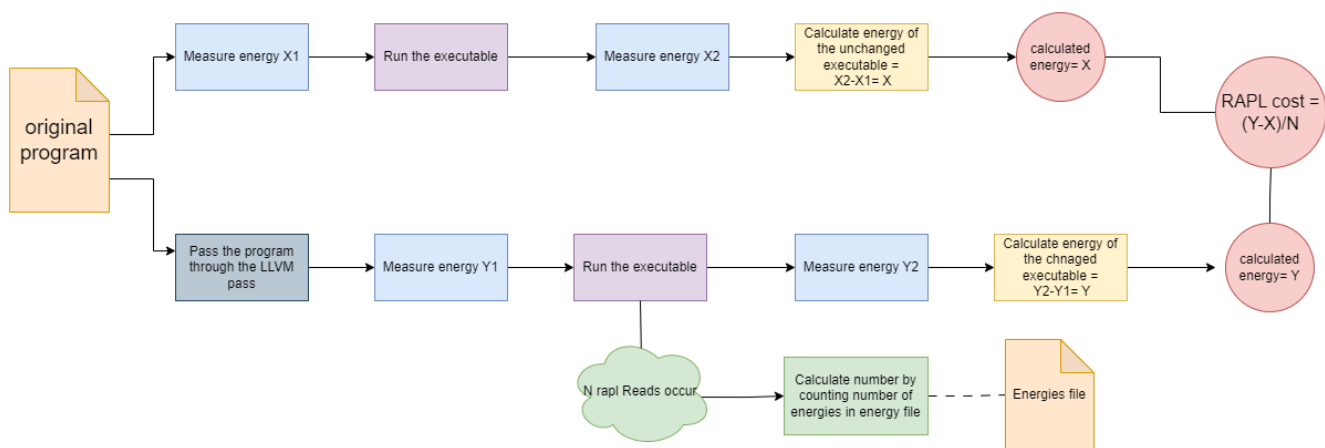 original
program
Measure energy X1
Run the executable
Measure energy X2
Calculate energy of
the unchanged
executable =
X2-X1= X
calculated
energy= X
RAPL cost =
(Y-X)/N
Pass the program
through the LLVM
pass
Measure energy Y1
Run the executable
Measure energy Y2
Calculate energy of
the chnaged
executable =
Y2-Y1= Y
calculated
energy= Y
N rapl Reads occur
Calculate number by
counting number of
energies in energy file
Energies file